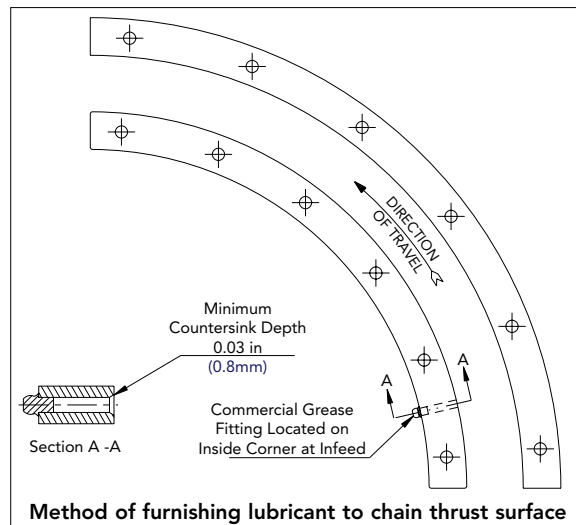 DIRECTION
OF TRAVEL
Minimum
Countersink Depth
0.03 in
(0.8mm)
A
A
Commercial Grease
Fitting Located on
Inside Corner at Infeed
Section A -A
Method of furnishing lubricant to chain thrust surface